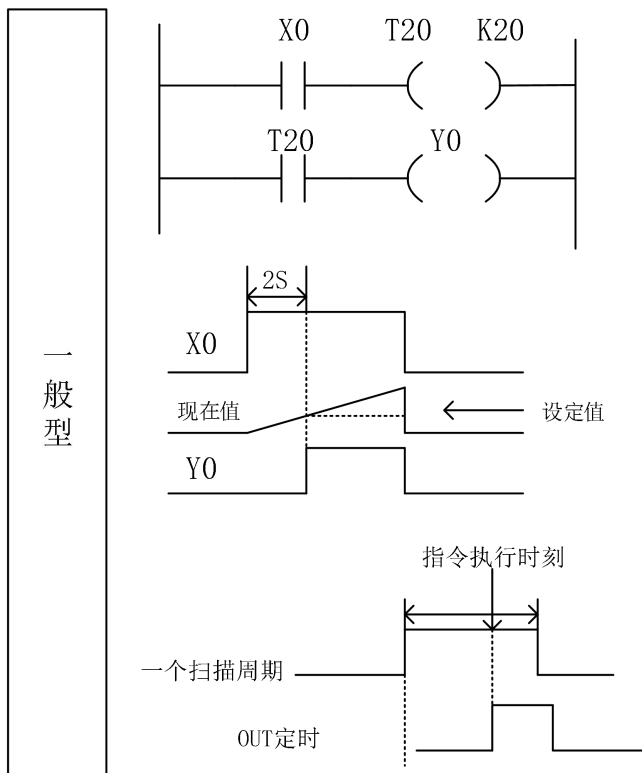 一般型
X0 T20 K20
T20 Y0
2S
X0
现在值 设定值
Y0
指令执行时刻
一个扫描周期
OUT定时